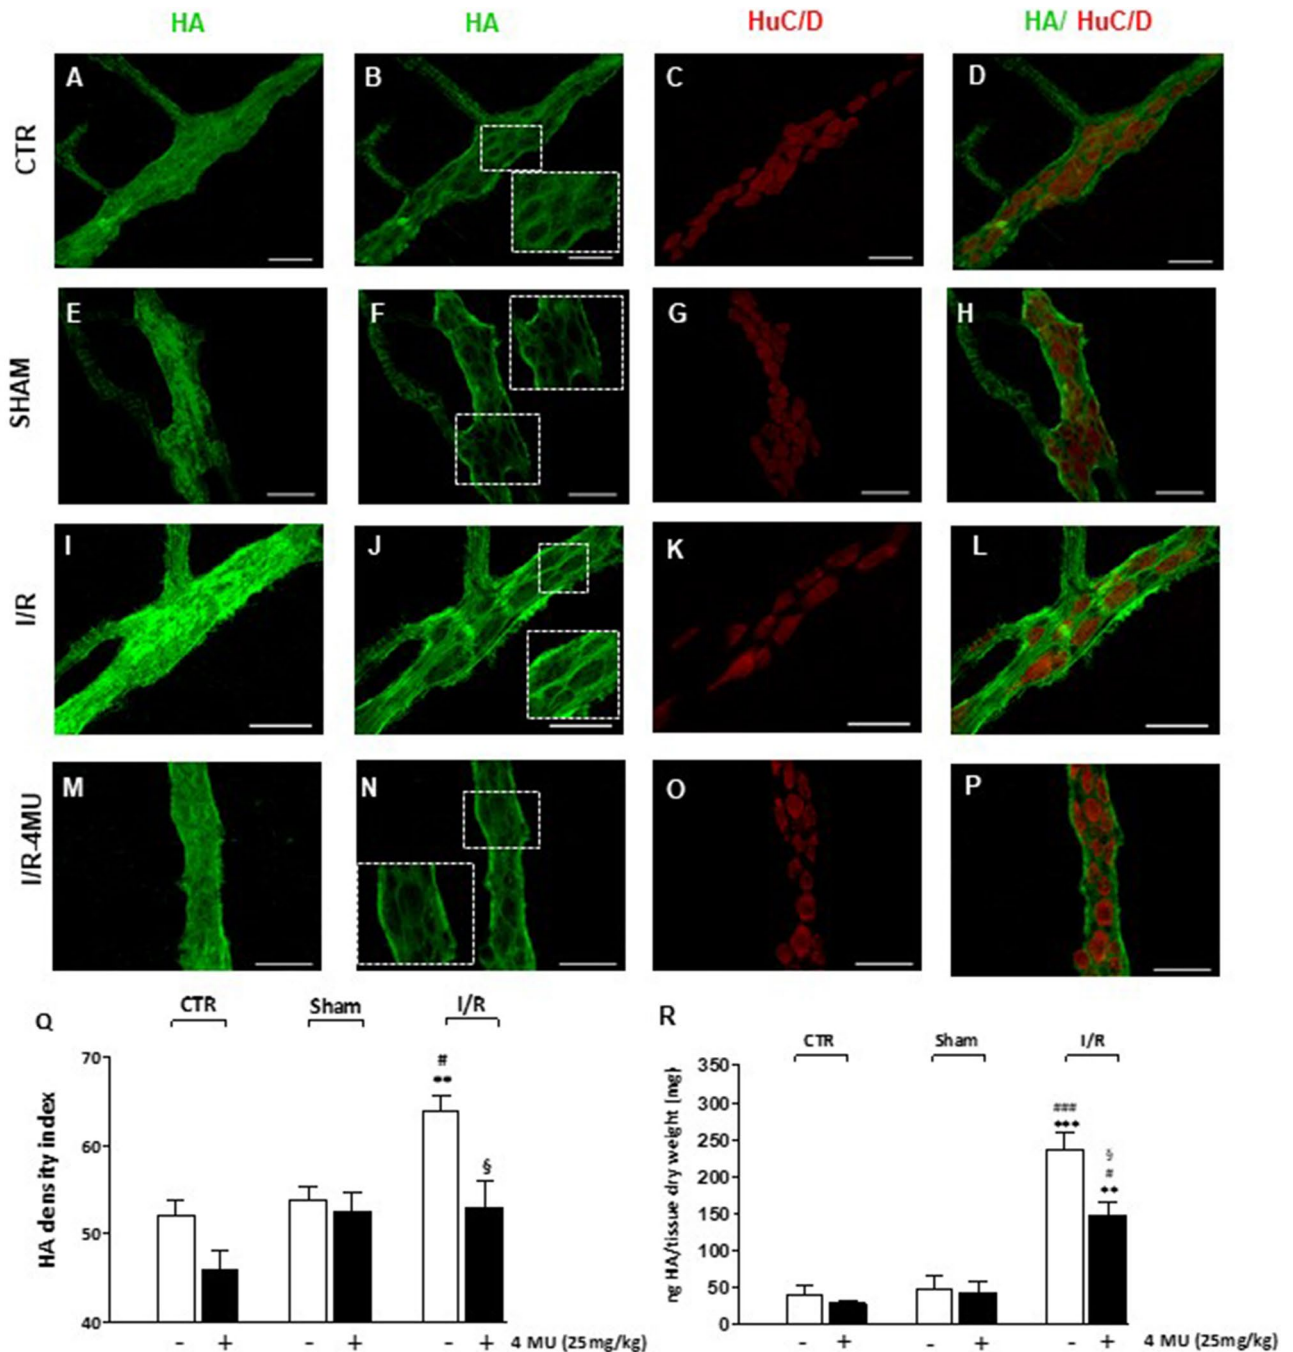 HA HA HuC/D HA/ HuC/D
CTR
A B C D
SHAM
E F G H
I/R
I J K L
I/R-4MU
M N O P
Q
CTR Sham I/R
HA density index
70
60
50
40
#
••
§
- + - + - + 4 MU (25mg/kg)
R
CTR Sham I/R
ng HA/tissue dry weight (mg)
350
300
250
200
150
100
50
0
###
•••
§
#
••
- + - + - + 4 MU (25mg/kg)